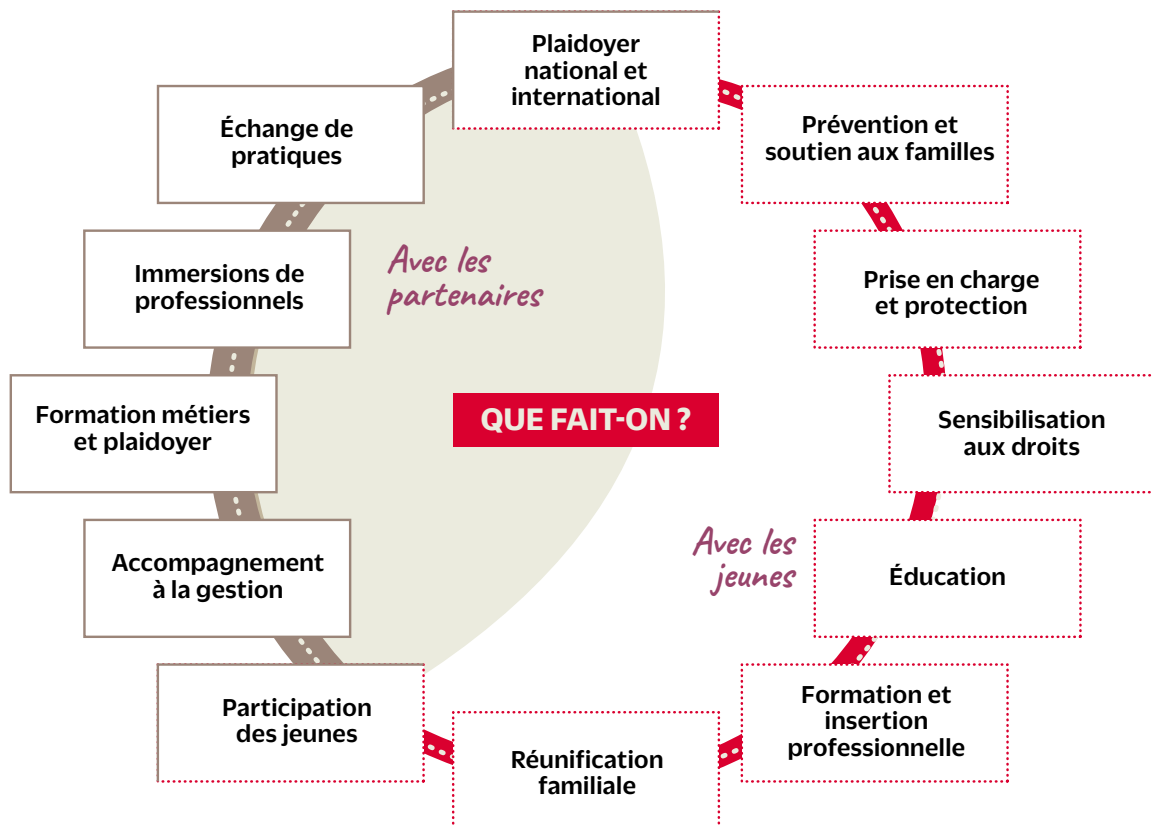 Plaidoyer
national et
international
Prévention et
soutien aux familles
Prise en charge
et protection
Sensibilisation
aux droits
Éducation
Formation et
insertion
professionnelle
Réunification
familiale
Participation
des jeunes
Accompagnement
à la gestion
Formation métiers
et plaidoyer
Immersions de
professionnels
Échange de
pratiques
Avec les
partenaires
QUE FAIT-ON ?
Avec les
jeunes